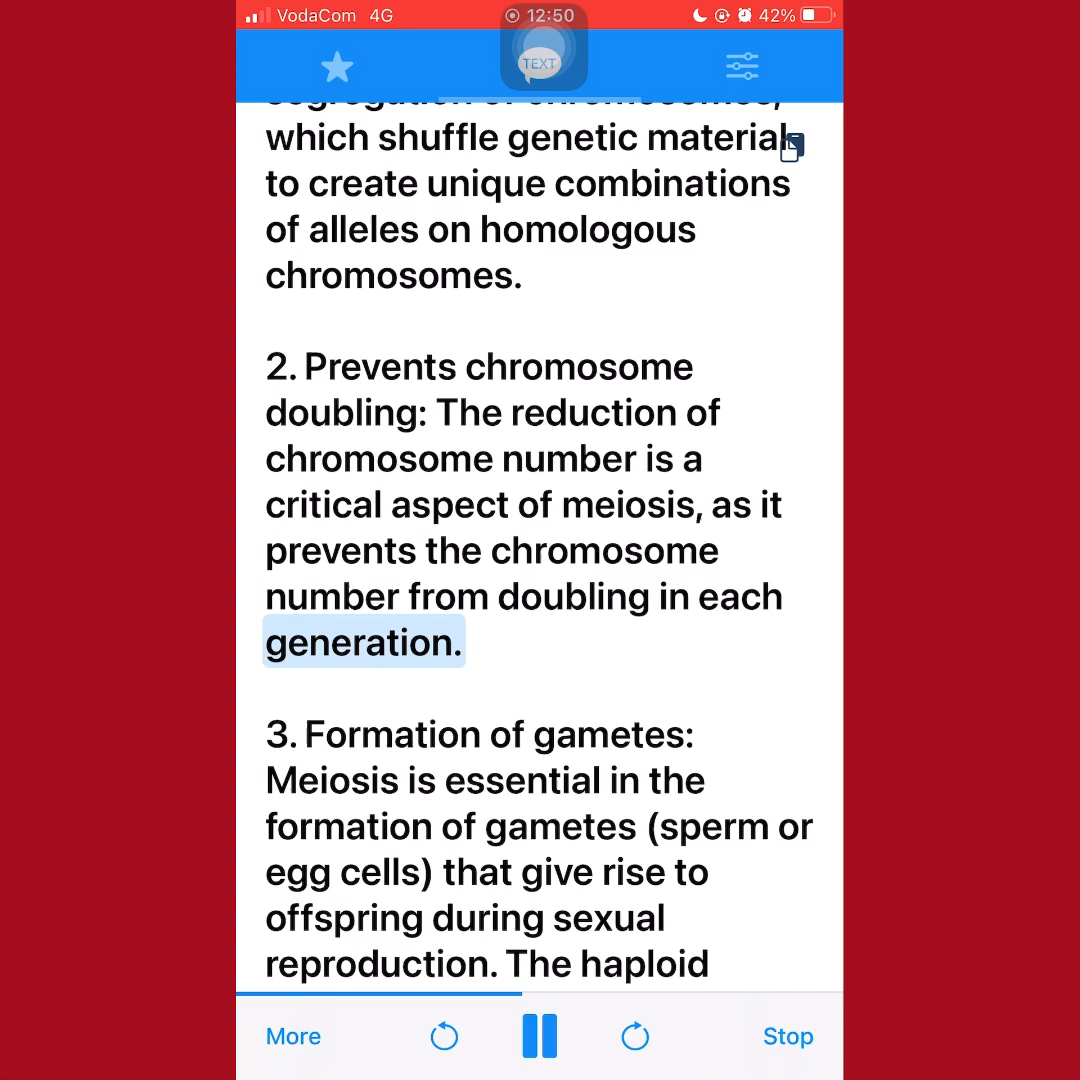 VodaCom 4G 12:50 42%
TEXT
which shuffle genetic material
to create unique combinations
of alleles on homologous
chromosomes.
2. Prevents chromosome
doubling: The reduction of
chromosome number is a
critical aspect of meiosis, as it
prevents the chromosome
number from doubling in each
generation.
3. Formation of gametes:
Meiosis is essential in the
formation of gametes (sperm or
egg cells) that give rise to
offspring during sexual
reproduction. The haploid
More Stop